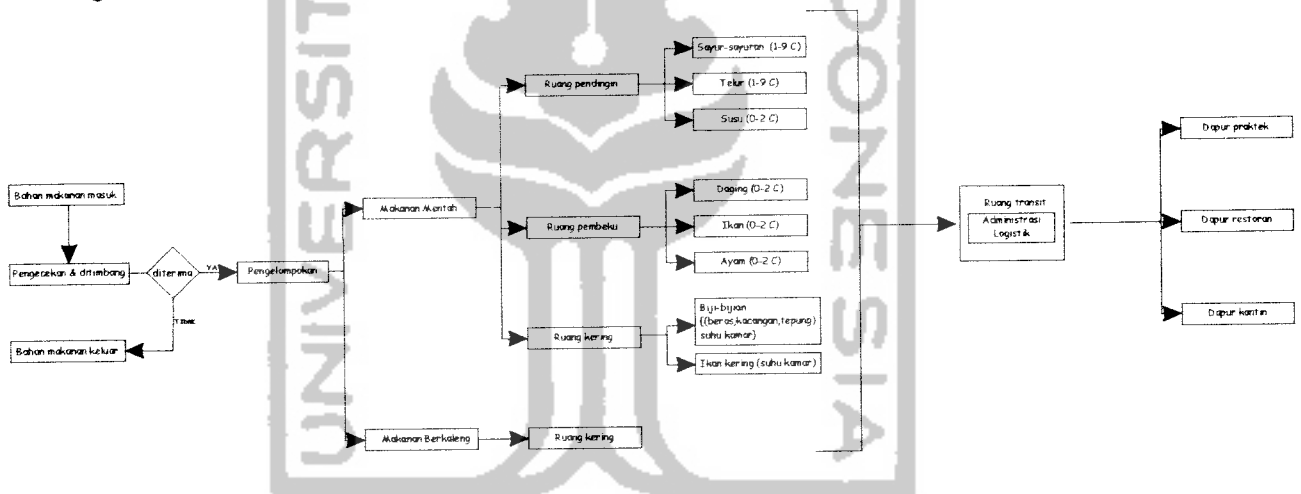 Bahan makanan masuk
Pengecekan & ditimbang
diterima
YA
TIDAK
Bahan makanan keluar
Pengelompokan
Makanan Mentah
Makanan Berkaleng
Ruang pendingin
Sayur-sayuran (1-9 C)
Telur (1-9 C)
Susu (0-2 C)
Ruang pembeku
Daging (0-2 C)
Ikan (0-2 C)
Ayam (0-2 C)
Ruang kering
Biji-bijian
{(beras,kacangan,tepung)
suhu kamar}
Ikan kering (suhu kamar)
Ruang kering
Ruang transit
Administrasi
Logistik
Dapur praktek
Dapur restoran
Dapur kantin
UNIVERSIT
DONESIA